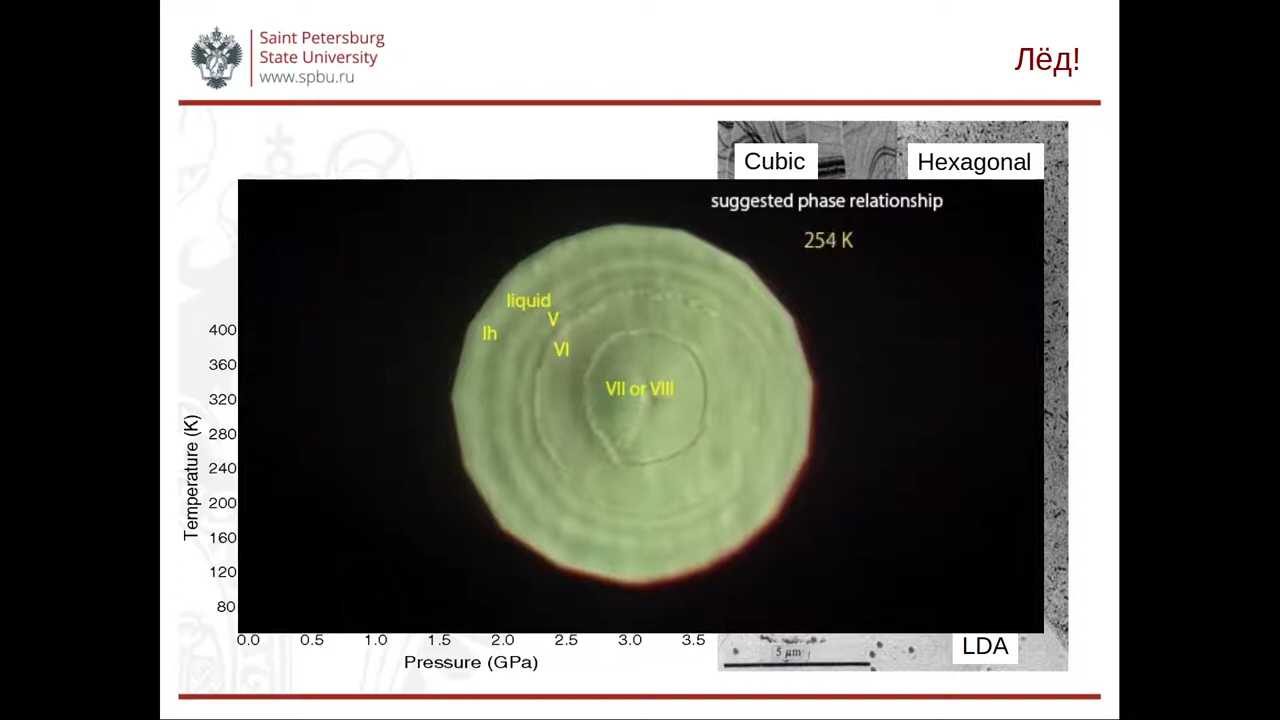 Saint Petersburg
State University
www.spbu.ru
Лёд!
Cubic
Hexagonal
suggested phase relationship
254 K
liquid
V
Ih
VI
VII or VIII
400
360
320
280
240
200
160
120
80
Temperature (K)
0.0 0.5 1.0 1.5 2.0 2.5 3.0 3.5
Pressure (GPa)
5 μm
LDA